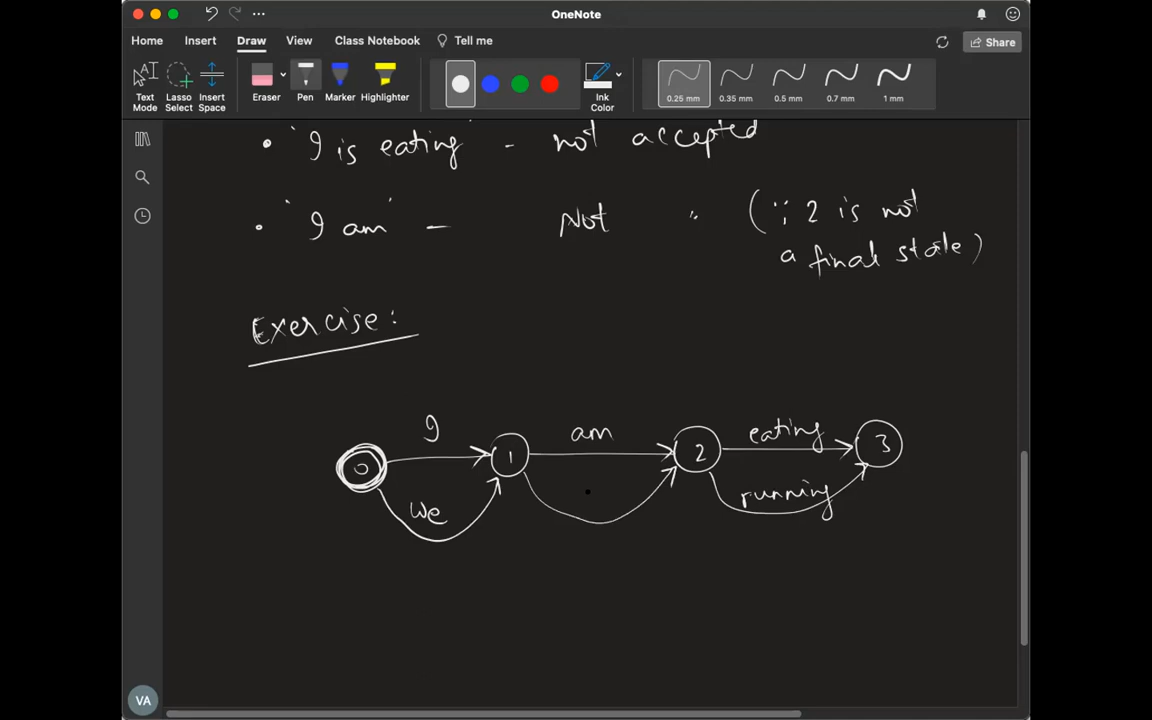 OneNote
Home Insert Draw View Class Notebook Tell me
Share
Text Mode
Lasso Select
Insert Space
Eraser
Pen
Marker
Highlighter
Ink Color
0.25 mm
0.35 mm
0.5 mm
0.7 mm
1 mm
• 'I is eating' - not accepted
• 'I am' - Not " (∵ 2 is not
a final state)
Exercise:
I am eating
0 1 2 3
We running
VA